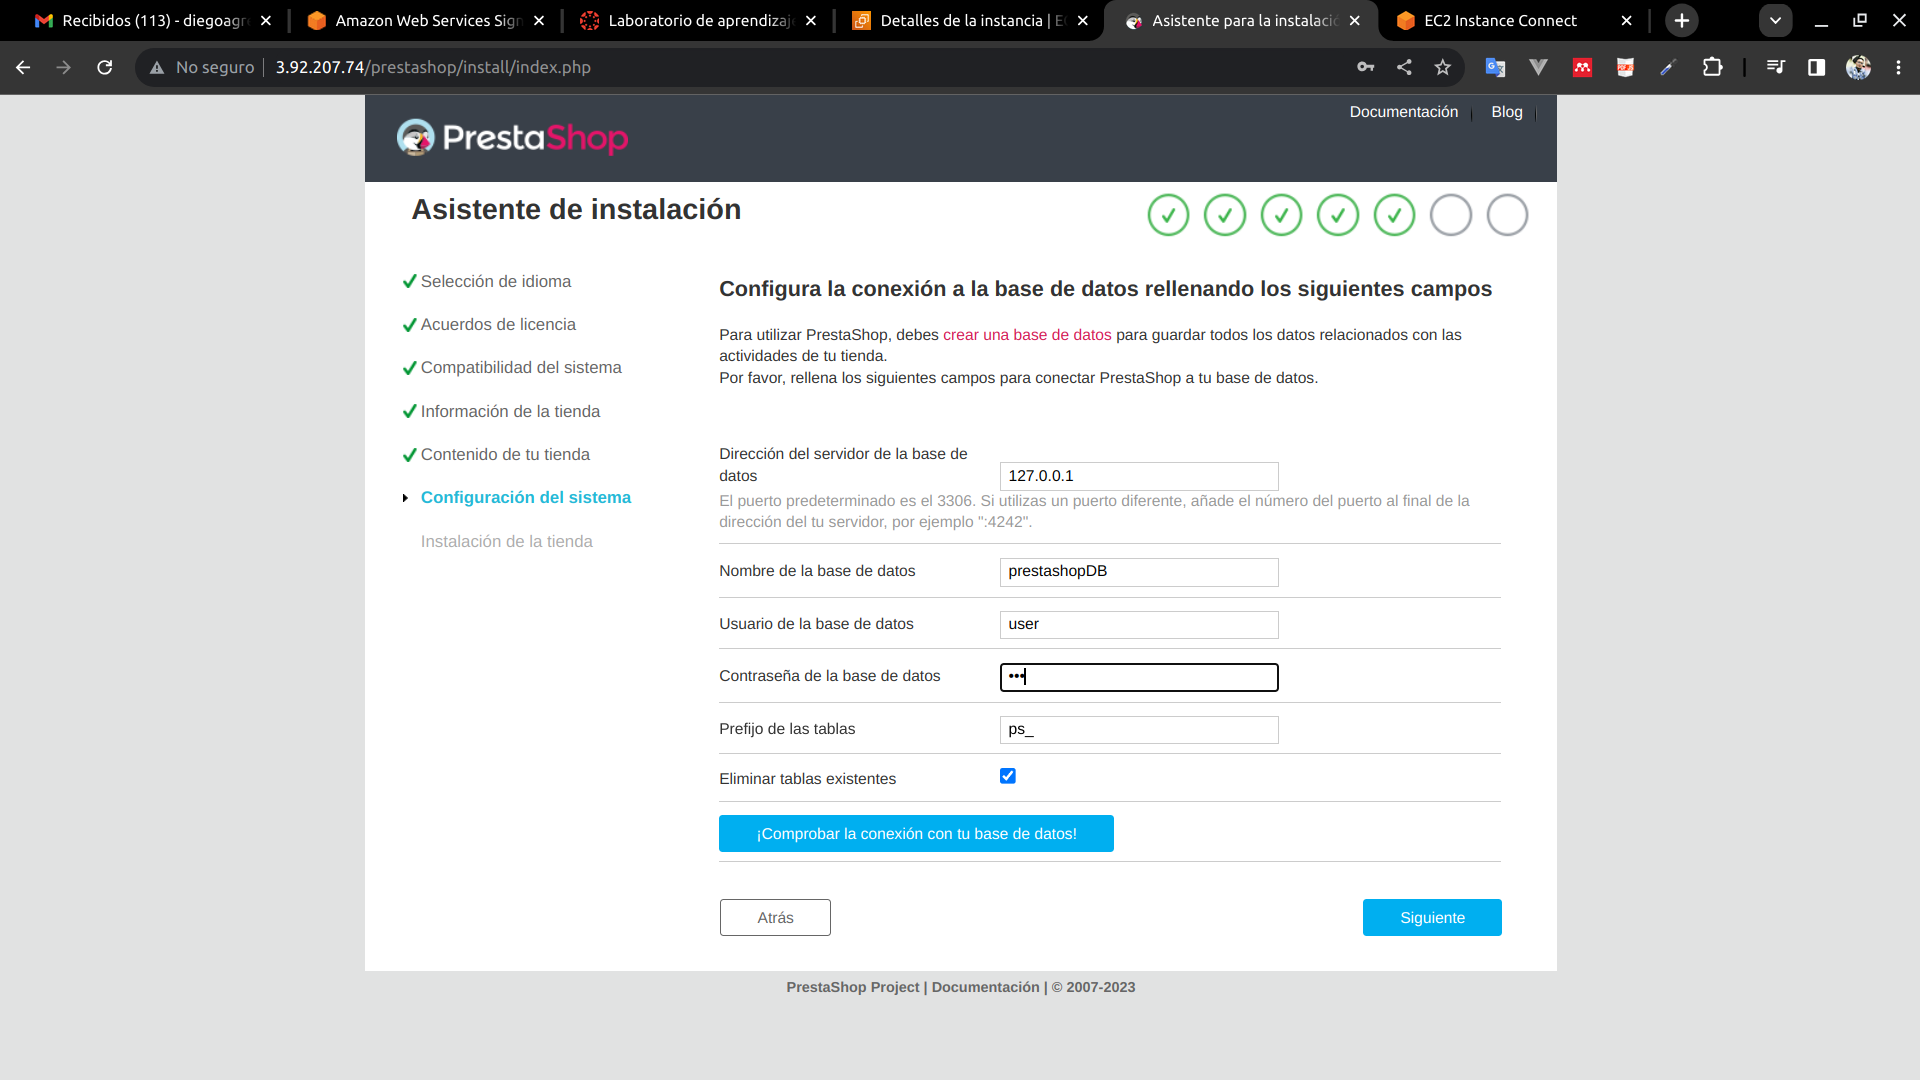 Recibidos (113) - diegoagr
Amazon Web Services Sign
Laboratorio de aprendizaj
Detalles de la instancia | E
Asistente para la instalaci
EC2 Instance Connect
No seguro
3.92.207.74/prestashop/install/index.php
Documentación
Blog
PrestaShop
Asistente de instalación
Selección de idioma
Acuerdos de licencia
Compatibilidad del sistema
Información de la tienda
Contenido de tu tienda
Configuración del sistema
Instalación de la tienda
Configura la conexión a la base de datos rellenando los siguientes campos
Para utilizar PrestaShop, debes crear una base de datos para guardar todos los datos relacionados con las
actividades de tu tienda.
Por favor, rellena los siguientes campos para conectar PrestaShop a tu base de datos.
Dirección del servidor de la base de
datos
127.0.0.1
El puerto predeterminado es el 3306. Si utilizas un puerto diferente, añade el número del puerto al final de la
dirección del tu servidor, por ejemplo ":4242".
Nombre de la base de datos
prestashopDB
Usuario de la base de datos
user
Contraseña de la base de datos
•••
Prefijo de las tablas
ps_
Eliminar tablas existentes
¡Comprobar la conexión con tu base de datos!
Atrás
Siguiente
PrestaShop Project | Documentación | © 2007-2023